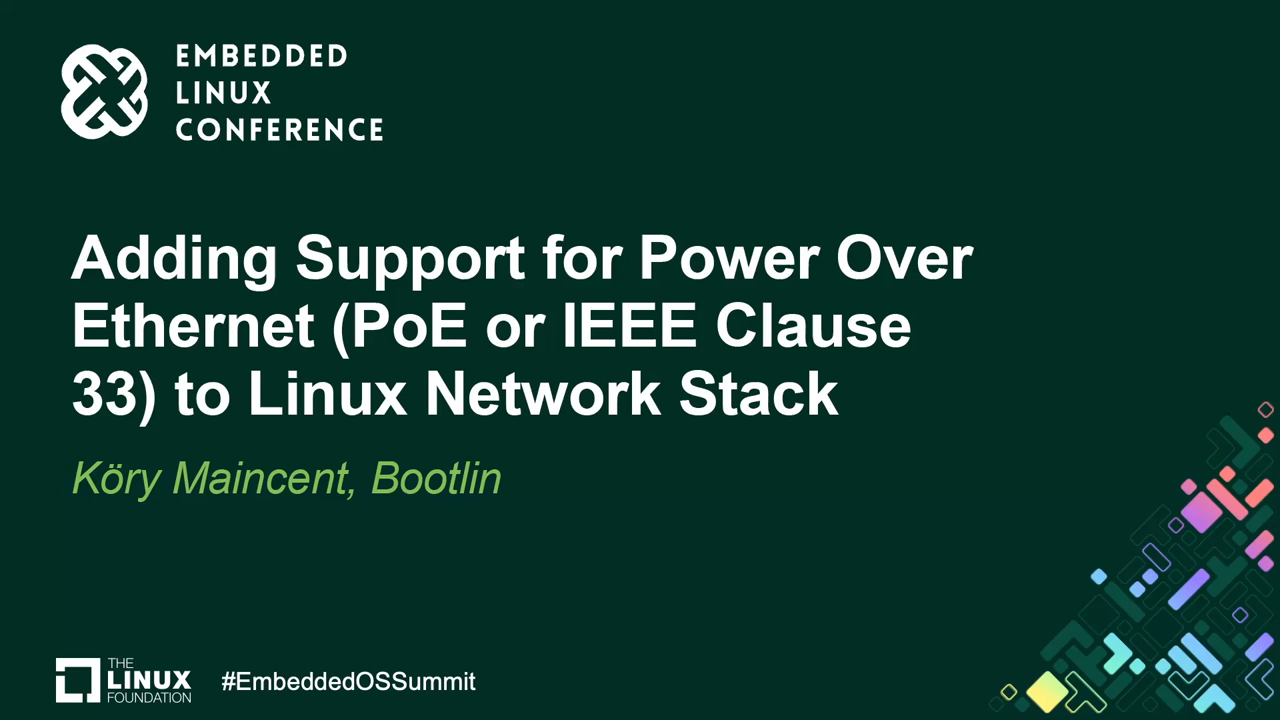 EMBEDDED
LINUX
CONFERENCE
Adding Support for Power Over
Ethernet (PoE or IEEE Clause
33) to Linux Network Stack
Köry Maincent, Bootlin
THE
LINUX
FOUNDATION
#EmbeddedOSSummit